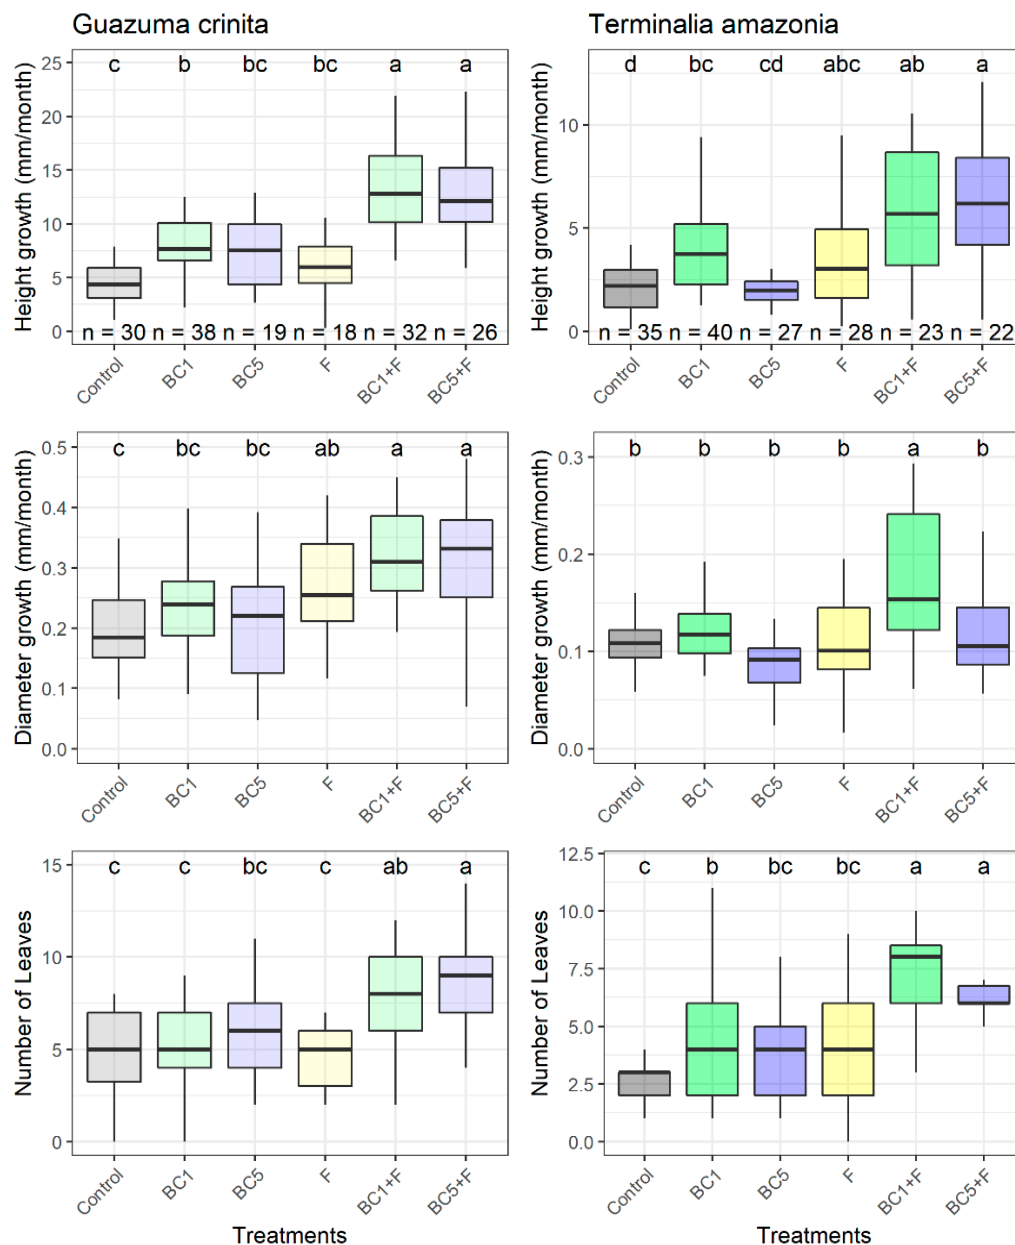 Guazuma crinita
Terminalia amazonia
Height growth (mm/month)
25
20
15
10
5
0
c b bc bc a a
n = 30 n = 38 n = 19 n = 18 n = 32 n = 26
Control BC1 BC5 F BC1+F BC5+F
Height growth (mm/month)
10
5
0
d bc cd abc ab a
n = 35 n = 40 n = 27 n = 28 n = 23 n = 22
Control BC1 BC5 F BC1+F BC5+F
Diameter growth (mm/month)
0.5
0.4
0.3
0.2
0.1
0.0
c bc bc ab a a
Control BC1 BC5 F BC1+F BC5+F
Diameter growth (mm/month)
0.3
0.2
0.1
0.0
b b b b a b
Control BC1 BC5 F BC1+F BC5+F
Number of Leaves
15
10
5
0
c c bc c ab a
Control BC1 BC5 F BC1+F BC5+F
Treatments
Number of Leaves
12.5
10.0
7.5
5.0
2.5
0.0
c b bc bc a a
Control BC1 BC5 F BC1+F BC5+F
Treatments